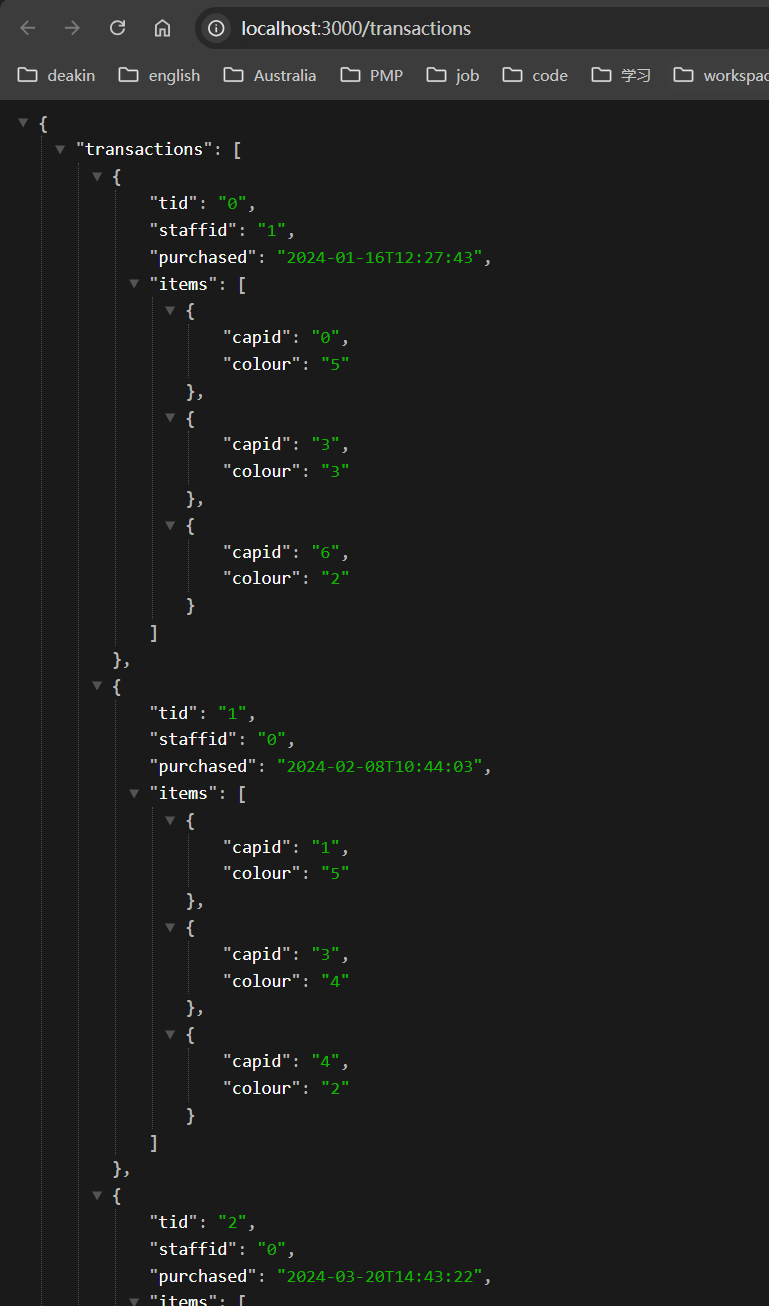 localhost:3000/transactions
deakin english Australia PMP job code 学习 workspac
{
"transactions": [
{
"tid": "0",
"staffid": "1",
"purchased": "2024-01-16T12:27:43",
"items": [
{
"capid": "0",
"colour": "5"
},
{
"capid": "3",
"colour": "3"
},
{
"capid": "6",
"colour": "2"
}
]
},
{
"tid": "1",
"staffid": "0",
"purchased": "2024-02-08T10:44:03",
"items": [
{
"capid": "1",
"colour": "5"
},
{
"capid": "3",
"colour": "4"
},
{
"capid": "4",
"colour": "2"
}
]
},
{
"tid": "2",
"staffid": "0",
"purchased": "2024-03-20T14:43:22",
"items": [